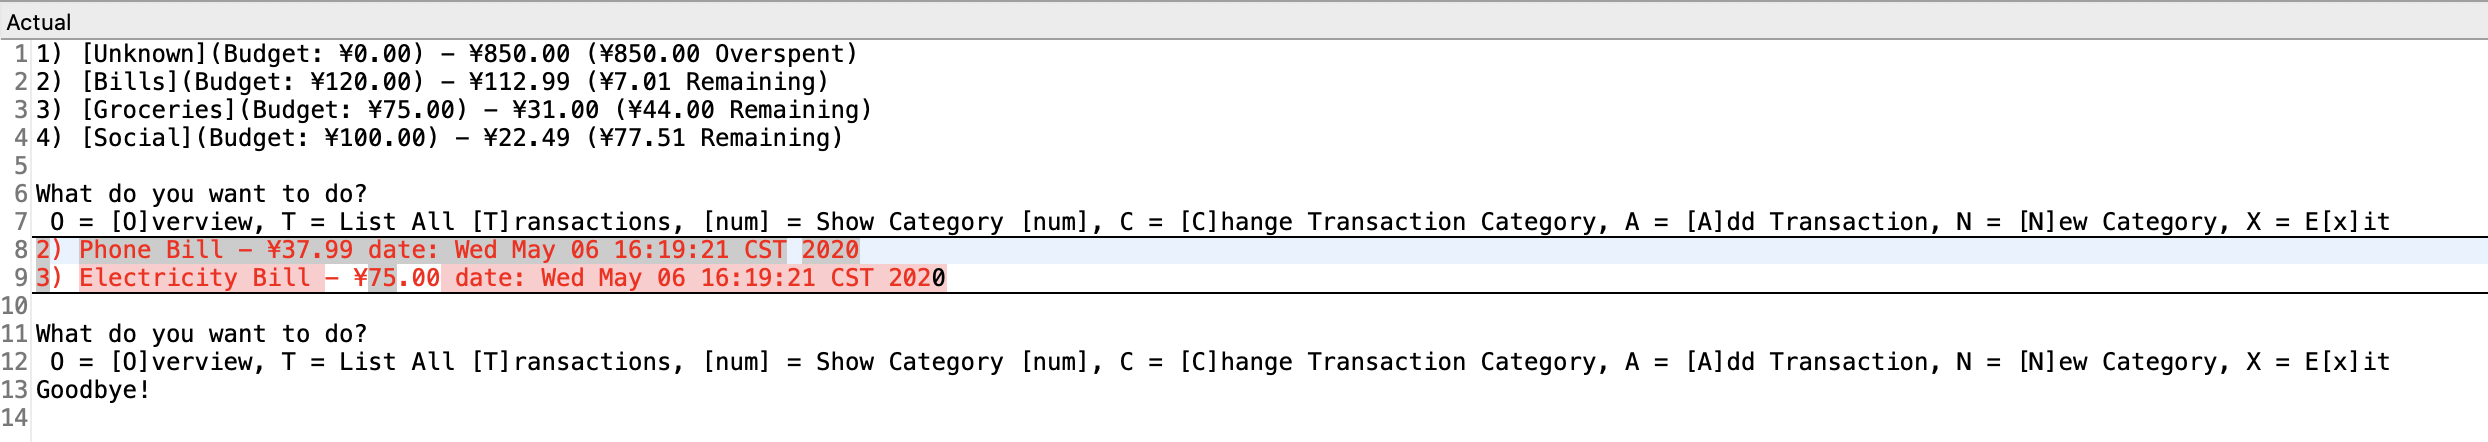 Actual
1 1) [Unknown](Budget: ¥0.00) – ¥850.00 (¥850.00 Overspent)
2 2) [Bills](Budget: ¥120.00) – ¥112.99 (¥7.01 Remaining)
3 3) [Groceries](Budget: ¥75.00) – ¥31.00 (¥44.00 Remaining)
4 4) [Social](Budget: ¥100.00) – ¥22.49 (¥77.51 Remaining)
5
6 What do you want to do?
7  O = [O]verview, T = List All [T]ransactions, [num] = Show Category [num], C = [C]hange Transaction Category, A = [A]dd Transaction, N = [N]ew Category, X = E[x]it
8 2) Phone Bill – ¥37.99 date: Wed May 06 16:19:21 CST 2020
9 3) Electricity Bill – ¥75.00 date: Wed May 06 16:19:21 CST 2020
10
11 What do you want to do?
12  O = [O]verview, T = List All [T]ransactions, [num] = Show Category [num], C = [C]hange Transaction Category, A = [A]dd Transaction, N = [N]ew Category, X = E[x]it
13 Goodbye!
14